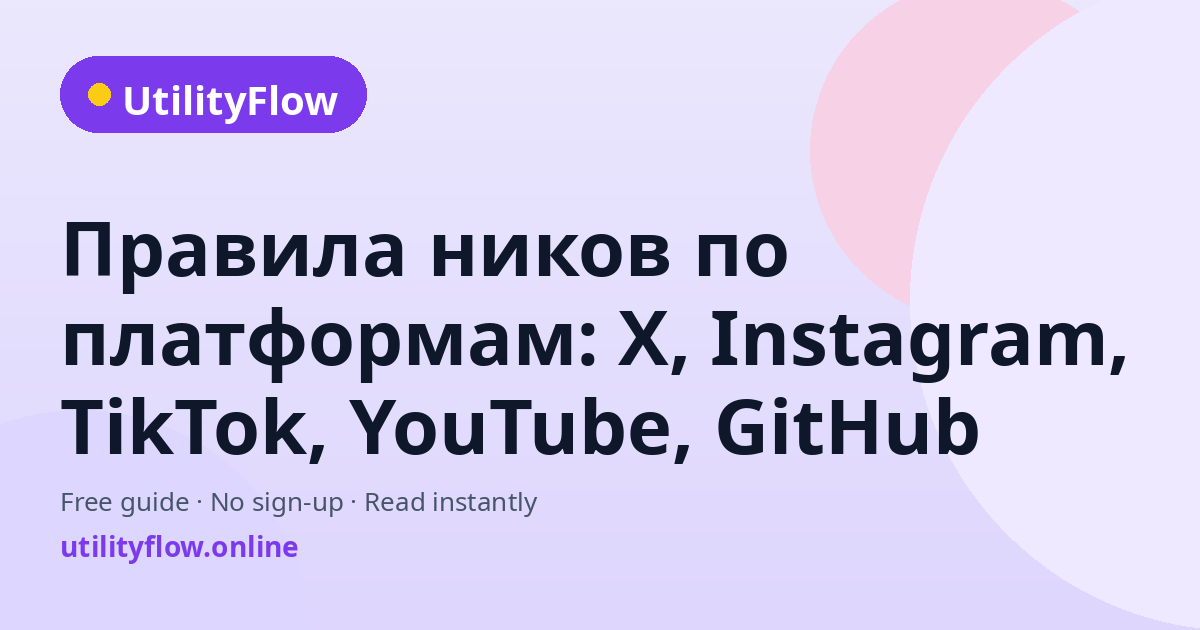 UtilityFlow
Правила ников по
платформам: X, Instagram,
TikTok, YouTube, GitHub
Free guide · No sign-up · Read instantly
utilityflow.online